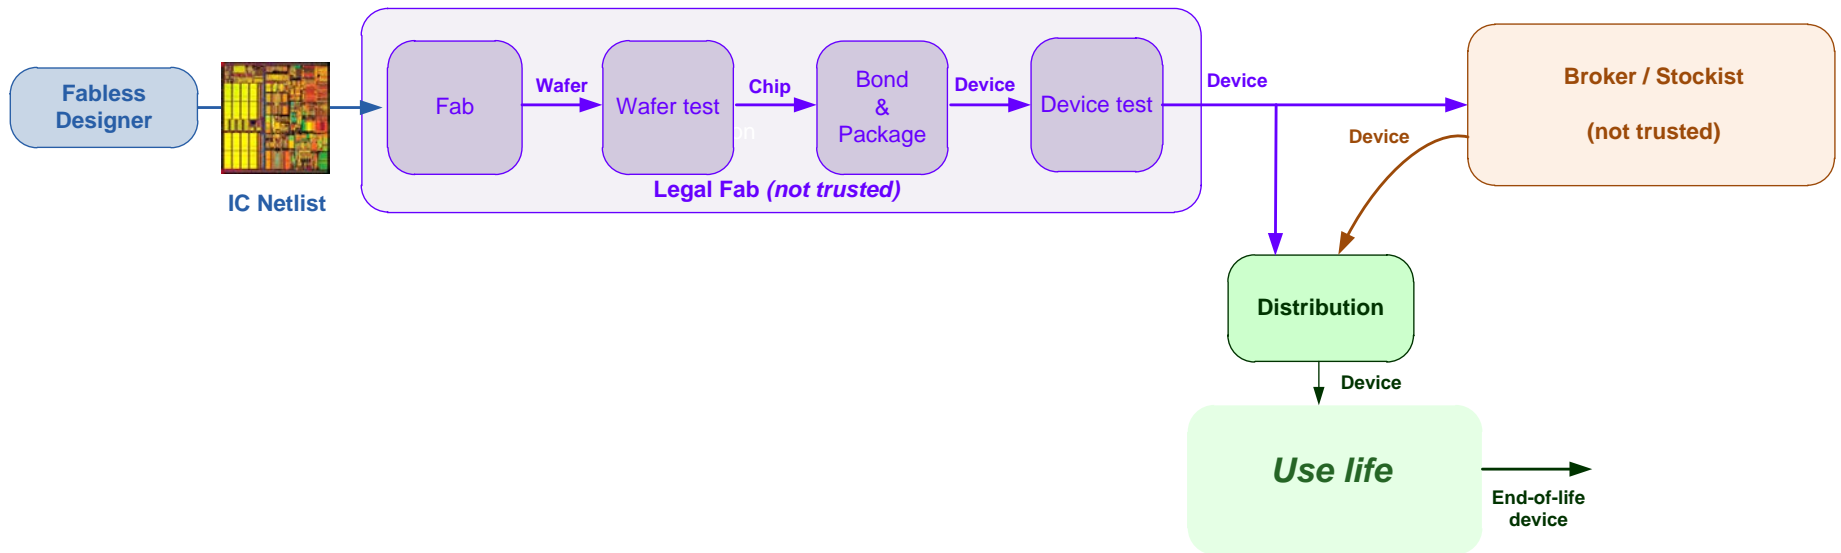 Fabless
Designer
IC Netlist
Fab
Wafer
Wafer test
on
Chip
Bond
&
Package
Device
Device test
Legal Fab (not trusted)
Device
Broker / Stockist
(not trusted)
Device
Distribution
Device
Use life
End-of-life
device